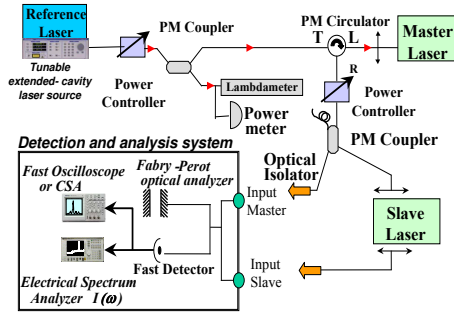 Reference
Laser
Tunable
extended- cavity
laser source
Power
Controller
PM Coupler
Lambdameter
Power
meter
PM Circulator
T
L
R
Master
Laser
Power
Controller
PM Coupler
Optical
Isolator
Slave
Laser
Detection and analysis system
Fast Oscilloscope
or CSA
Fabry -Perot
optical analyzer
Input
Master
Fast Detector
Input
Slave
Electrical Spectrum
Analyzer I(ω)